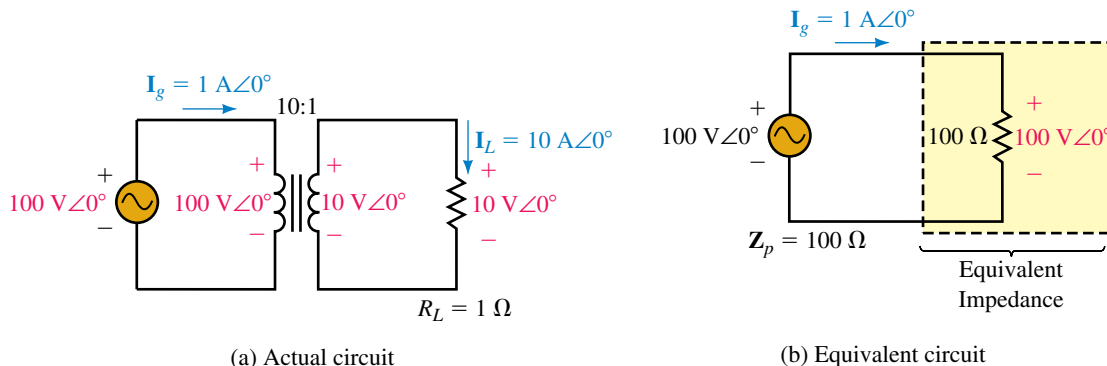 I_g = 1 A∠0°
10:1
I_L = 10 A∠0°
+
100 V∠0°
−
+
100 V∠0°
−
+
10 V∠0°
−
+
10 V∠0°
−
R_L = 1 Ω
(a) Actual circuit
I_g = 1 A∠0°
+
100 V∠0°
−
100 Ω
+
100 V∠0°
−
Z_p = 100 Ω
Equivalent
Impedance
(b) Equivalent circuit